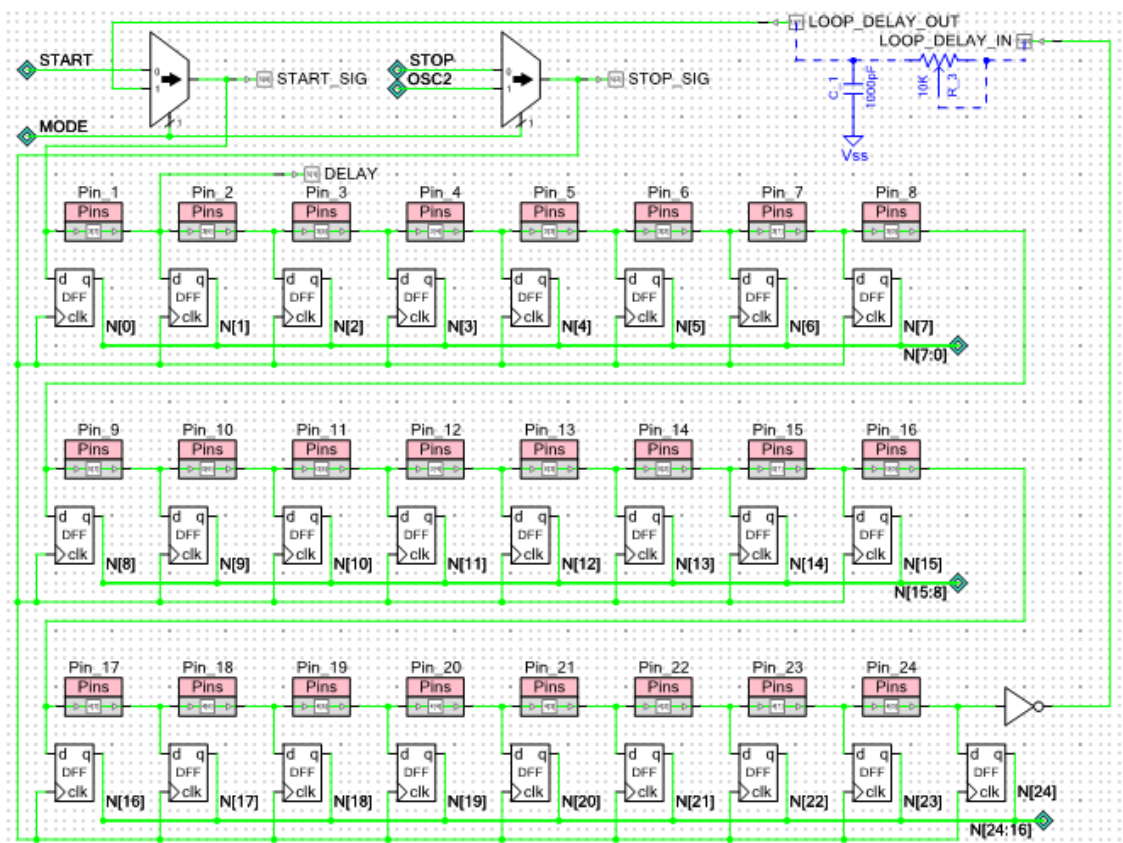 LOOP_DELAY_OUT
LOOP_DELAY_IN
START
0
1
START_SIG
STOP
OSC2
0
1
STOP_SIG
C_1
1000pF
10K
R_3
Vss
MODE
1
1
DELAY
Pin_1 Pin_2 Pin_3 Pin_4 Pin_5 Pin_6 Pin_7 Pin_8
Pins Pins Pins Pins Pins Pins Pins Pins
d q d q d q d q d q d q d q d q
DFF DFF DFF DFF DFF DFF DFF DFF
clk clk clk clk clk clk clk clk
N[0] N[1] N[2] N[3] N[4] N[5] N[6] N[7]
N[7:0]
Pin_9 Pin_10 Pin_11 Pin_12 Pin_13 Pin_14 Pin_15 Pin_16
Pins Pins Pins Pins Pins Pins Pins Pins
d q d q d q d q d q d q d q d q
DFF DFF DFF DFF DFF DFF DFF DFF
clk clk clk clk clk clk clk clk
N[8] N[9] N[10] N[11] N[12] N[13] N[14] N[15]
N[15:8]
Pin_17 Pin_18 Pin_19 Pin_20 Pin_21 Pin_22 Pin_23 Pin_24
Pins Pins Pins Pins Pins Pins Pins Pins
d q d q d q d q d q d q d q d q d q
DFF DFF DFF DFF DFF DFF DFF DFF DFF
clk clk clk clk clk clk clk clk clk
N[16] N[17] N[18] N[19] N[20] N[21] N[22] N[23] N[24]
N[24:16]